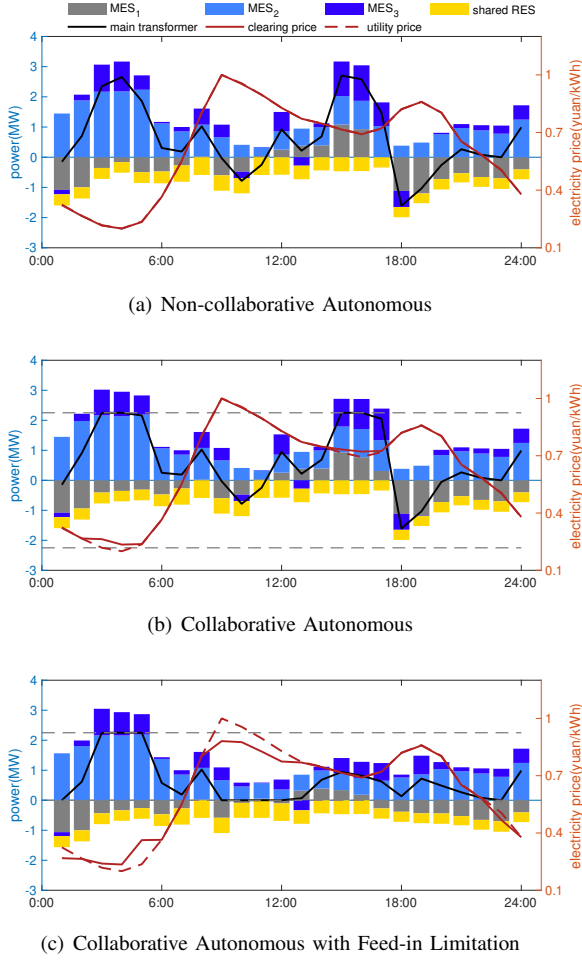 MES₁ MES₂ MES₃ shared RES
main transformer clearing price utility price
4
3
2
1
0
-1
-2
-3
power(MW)
1
0.7
0.4
0.1
electricity price(yuan/kWh)
0:00 6:00 12:00 18:00 24:00
(a) Non-collaborative Autonomous
4
3
2
1
0
-1
-2
-3
power(MW)
1
0.7
0.4
0.1
electricity price(yuan/kWh)
0:00 6:00 12:00 18:00 24:00
(b) Collaborative Autonomous
4
3
2
1
0
-1
-2
-3
power(MW)
1
0.7
0.4
0.1
electricity price(yuan/kWh)
0:00 6:00 12:00 18:00 24:00
(c) Collaborative Autonomous with Feed-in Limitation